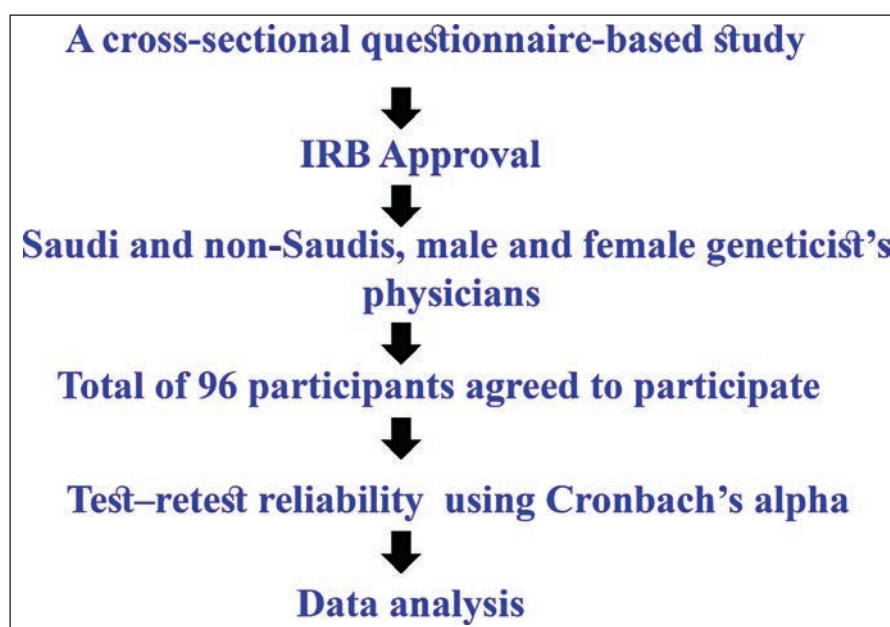 A cross-sectional questionnaire-based study
IRB Approval
Saudi and non-Saudis, male and female geneticist’s
physicians
Total of 96 participants agreed to participate
Test–retest reliability using Cronbach’s alpha
Data analysis